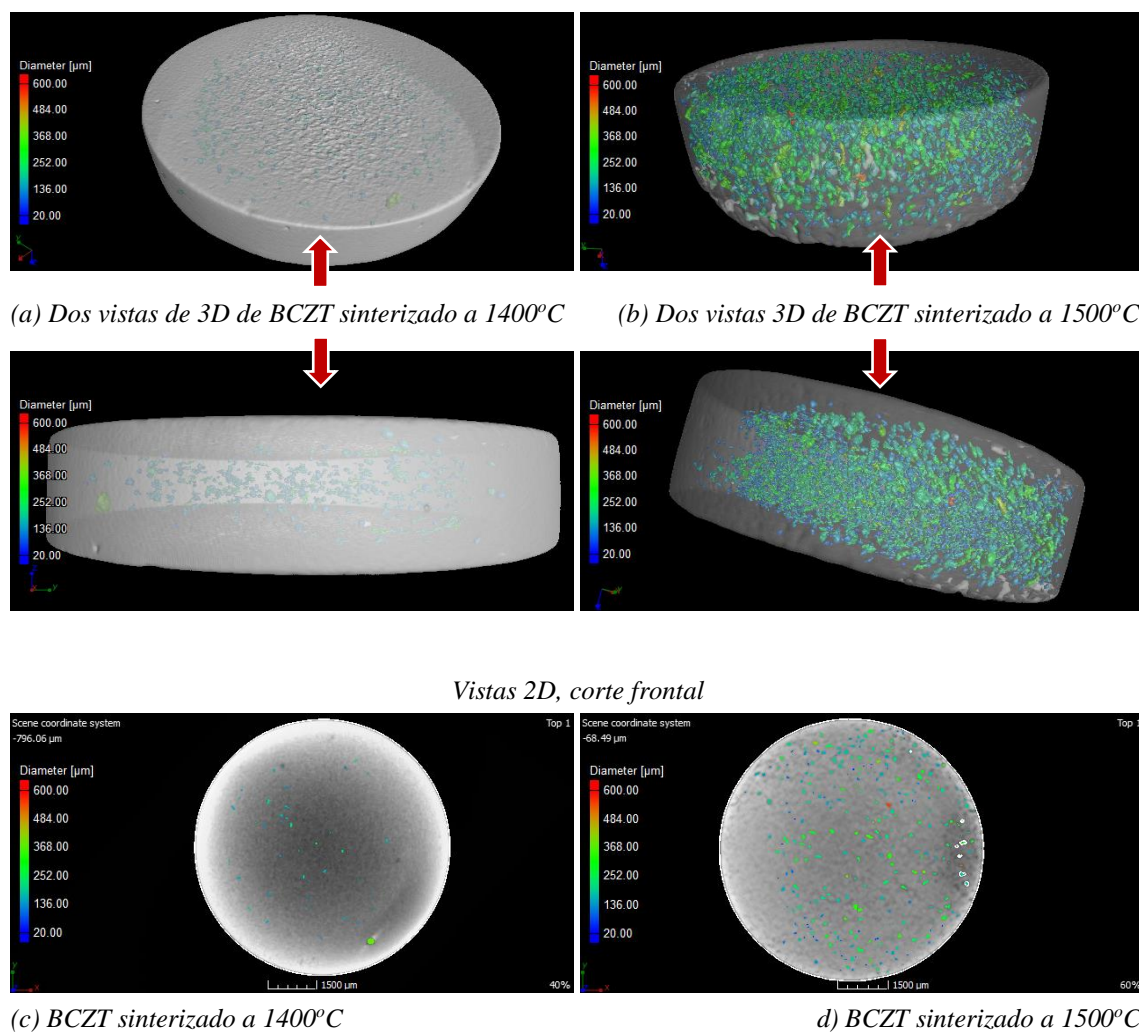 Diameter [µm]
600.00
484.00
368.00
252.00
136.00
20.00
Diameter [µm]
600.00
484.00
368.00
252.00
136.00
20.00
(a) Dos vistas de 3D de BCZT sinterizado a 1400ºC
(b) Dos vistas 3D de BCZT sinterizado a 1500ºC
Diameter [µm]
600.00
484.00
368.00
252.00
136.00
20.00
Diameter [µm]
600.00
484.00
368.00
252.00
136.00
20.00
Vistas 2D, corte frontal
Scene coordinate system
Top 1
-796.06 µm
Diameter [µm]
600.00
484.00
368.00
252.00
136.00
20.00
1500 µm
40%
Scene coordinate system
Top 1
-68.49 µm
Diameter [µm]
600.00
484.00
368.00
252.00
136.00
20.00
1500 µm
60%
(c) BCZT sinterizado a 1400ºC
d) BCZT sinterizado a 1500ºC